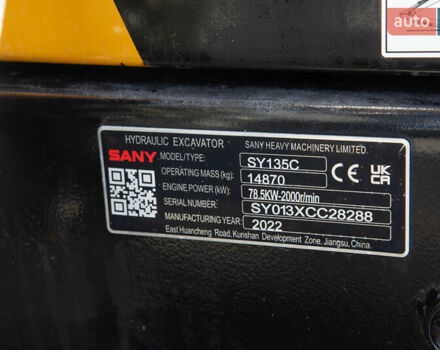 auto
HYDRAULIC EXCAVATOR SANY HEAVY MACHINERY LIMITED.
SANY MODEL/TYPE: SY135C
OPERATING MASS (kg): 14870
ENGINE POWER (kW): 78.5KW-2000r/min
SERIAL NUMBER: SY013XCC28288
MANUFACTURING YEAR: 2022
East Huancheng Road, Kunshan Development Zone, Jiangsu, China.
CE UK CA